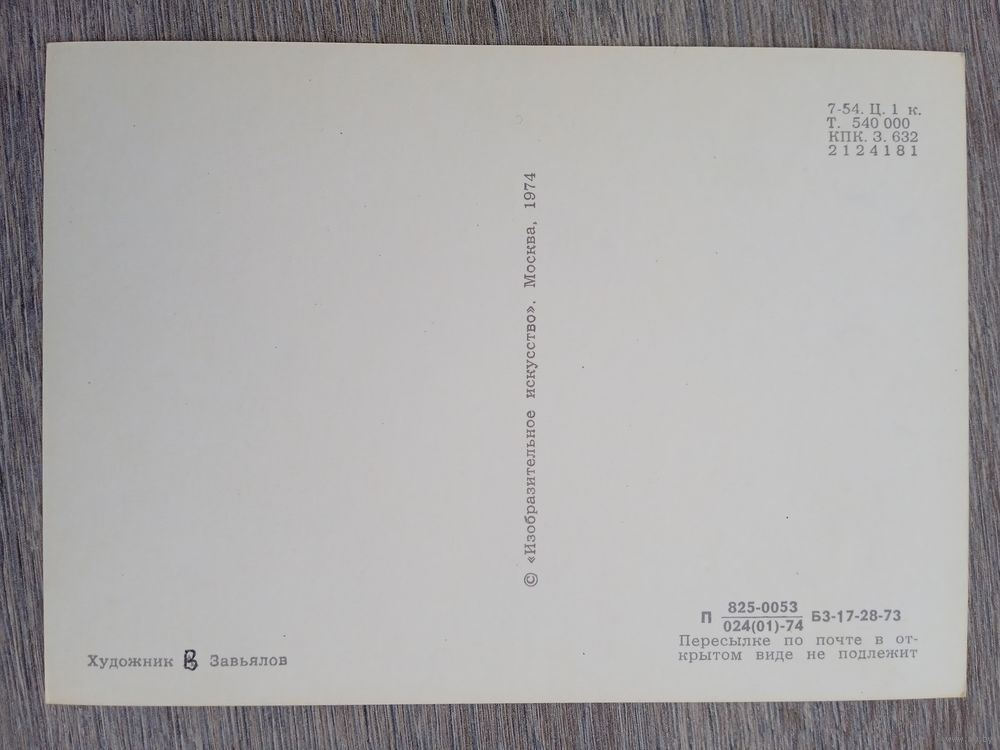 7-54. Ц. 1 к.
Т. 540 000
КПК. З. 632
2124181
© «Изобразительное искусство». Москва, 1974
П 825-0053 БЗ-17-28-73
024(01)-74
Пересылке по почте в от-
крытом виде не подлежит
Художник В Завьялов